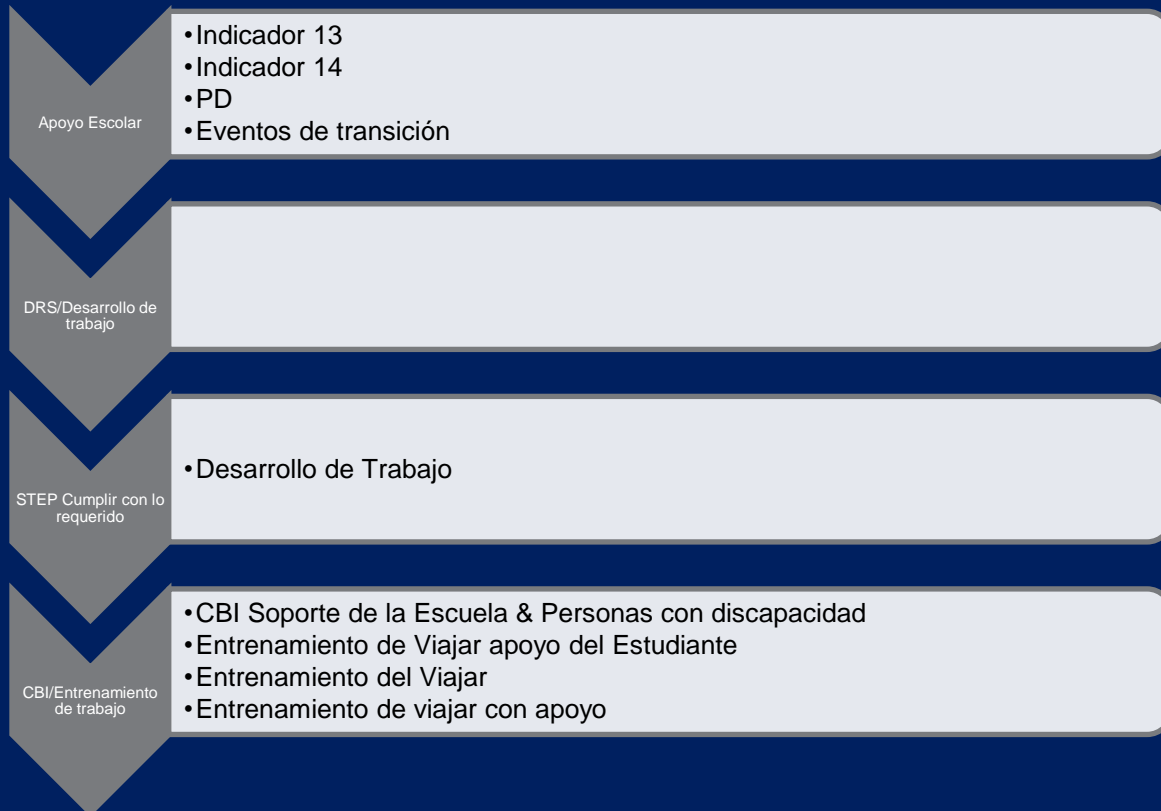 Apoyo Escolar
•Indicador 13
•Indicador 14
•PD
•Eventos de transición
DRS/Desarrollo de
trabajo
STEP Cumplir con lo
requerido
•Desarrollo de Trabajo
CBI/Entrenamiento
de trabajo
•CBI Soporte de la Escuela & Personas con discapacidad
•Entrenamiento de Viajar apoyo del Estudiante
•Entrenamiento del Viajar
•Entrenamiento de viajar con apoyo